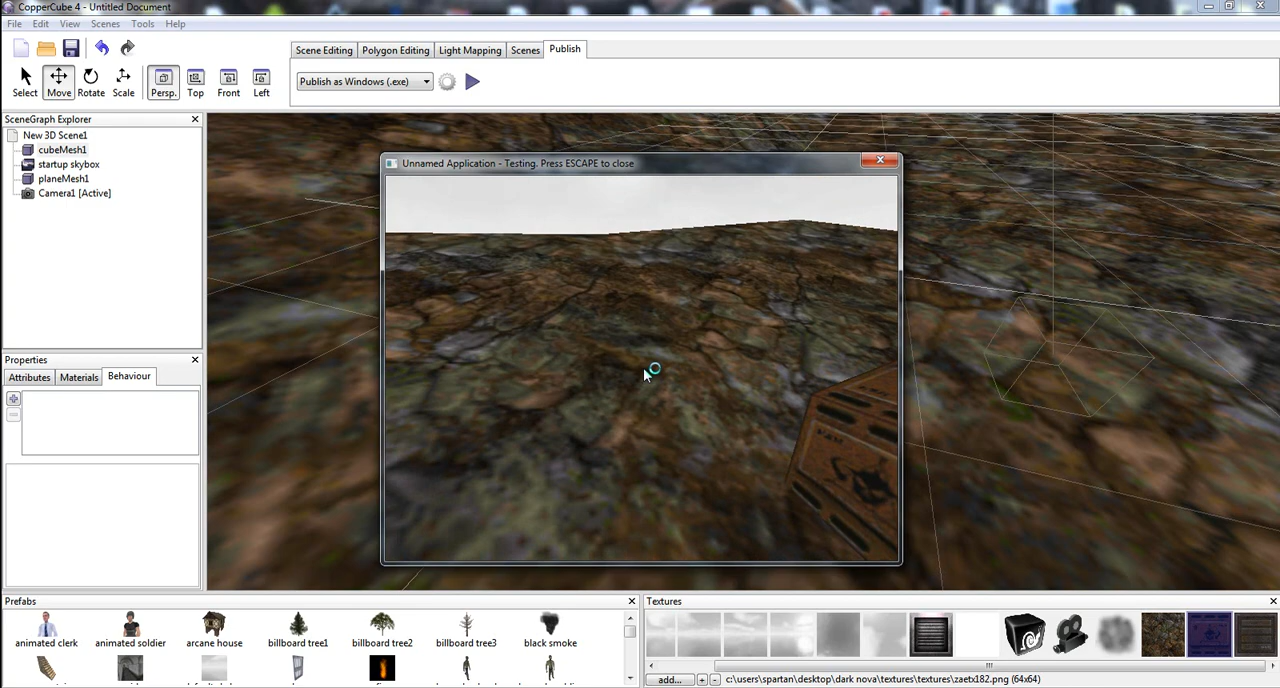 CopperCube 4 - Untitled Document
File Edit View Scenes Tools Help
Scene Editing Polygon Editing Light Mapping Scenes Publish
Select Move Rotate Scale Persp. Top Front Left
Publish as Windows (.exe)
SceneGraph Explorer
New 3D Scene1
cubeMesh1
startup skybox
planeMesh1
Camera1 [Active]
Unnamed Application - Testing. Press ESCAPE to close
Properties
Attributes Materials Behaviour
Prefabs
animated clerk animated soldier arcane house billboard tree1 billboard tree2 billboard tree3 black smoke
Textures
add... + - c:\users\spartan\desktop\dark nova\textures\textures\zaetx182.png (64x64)